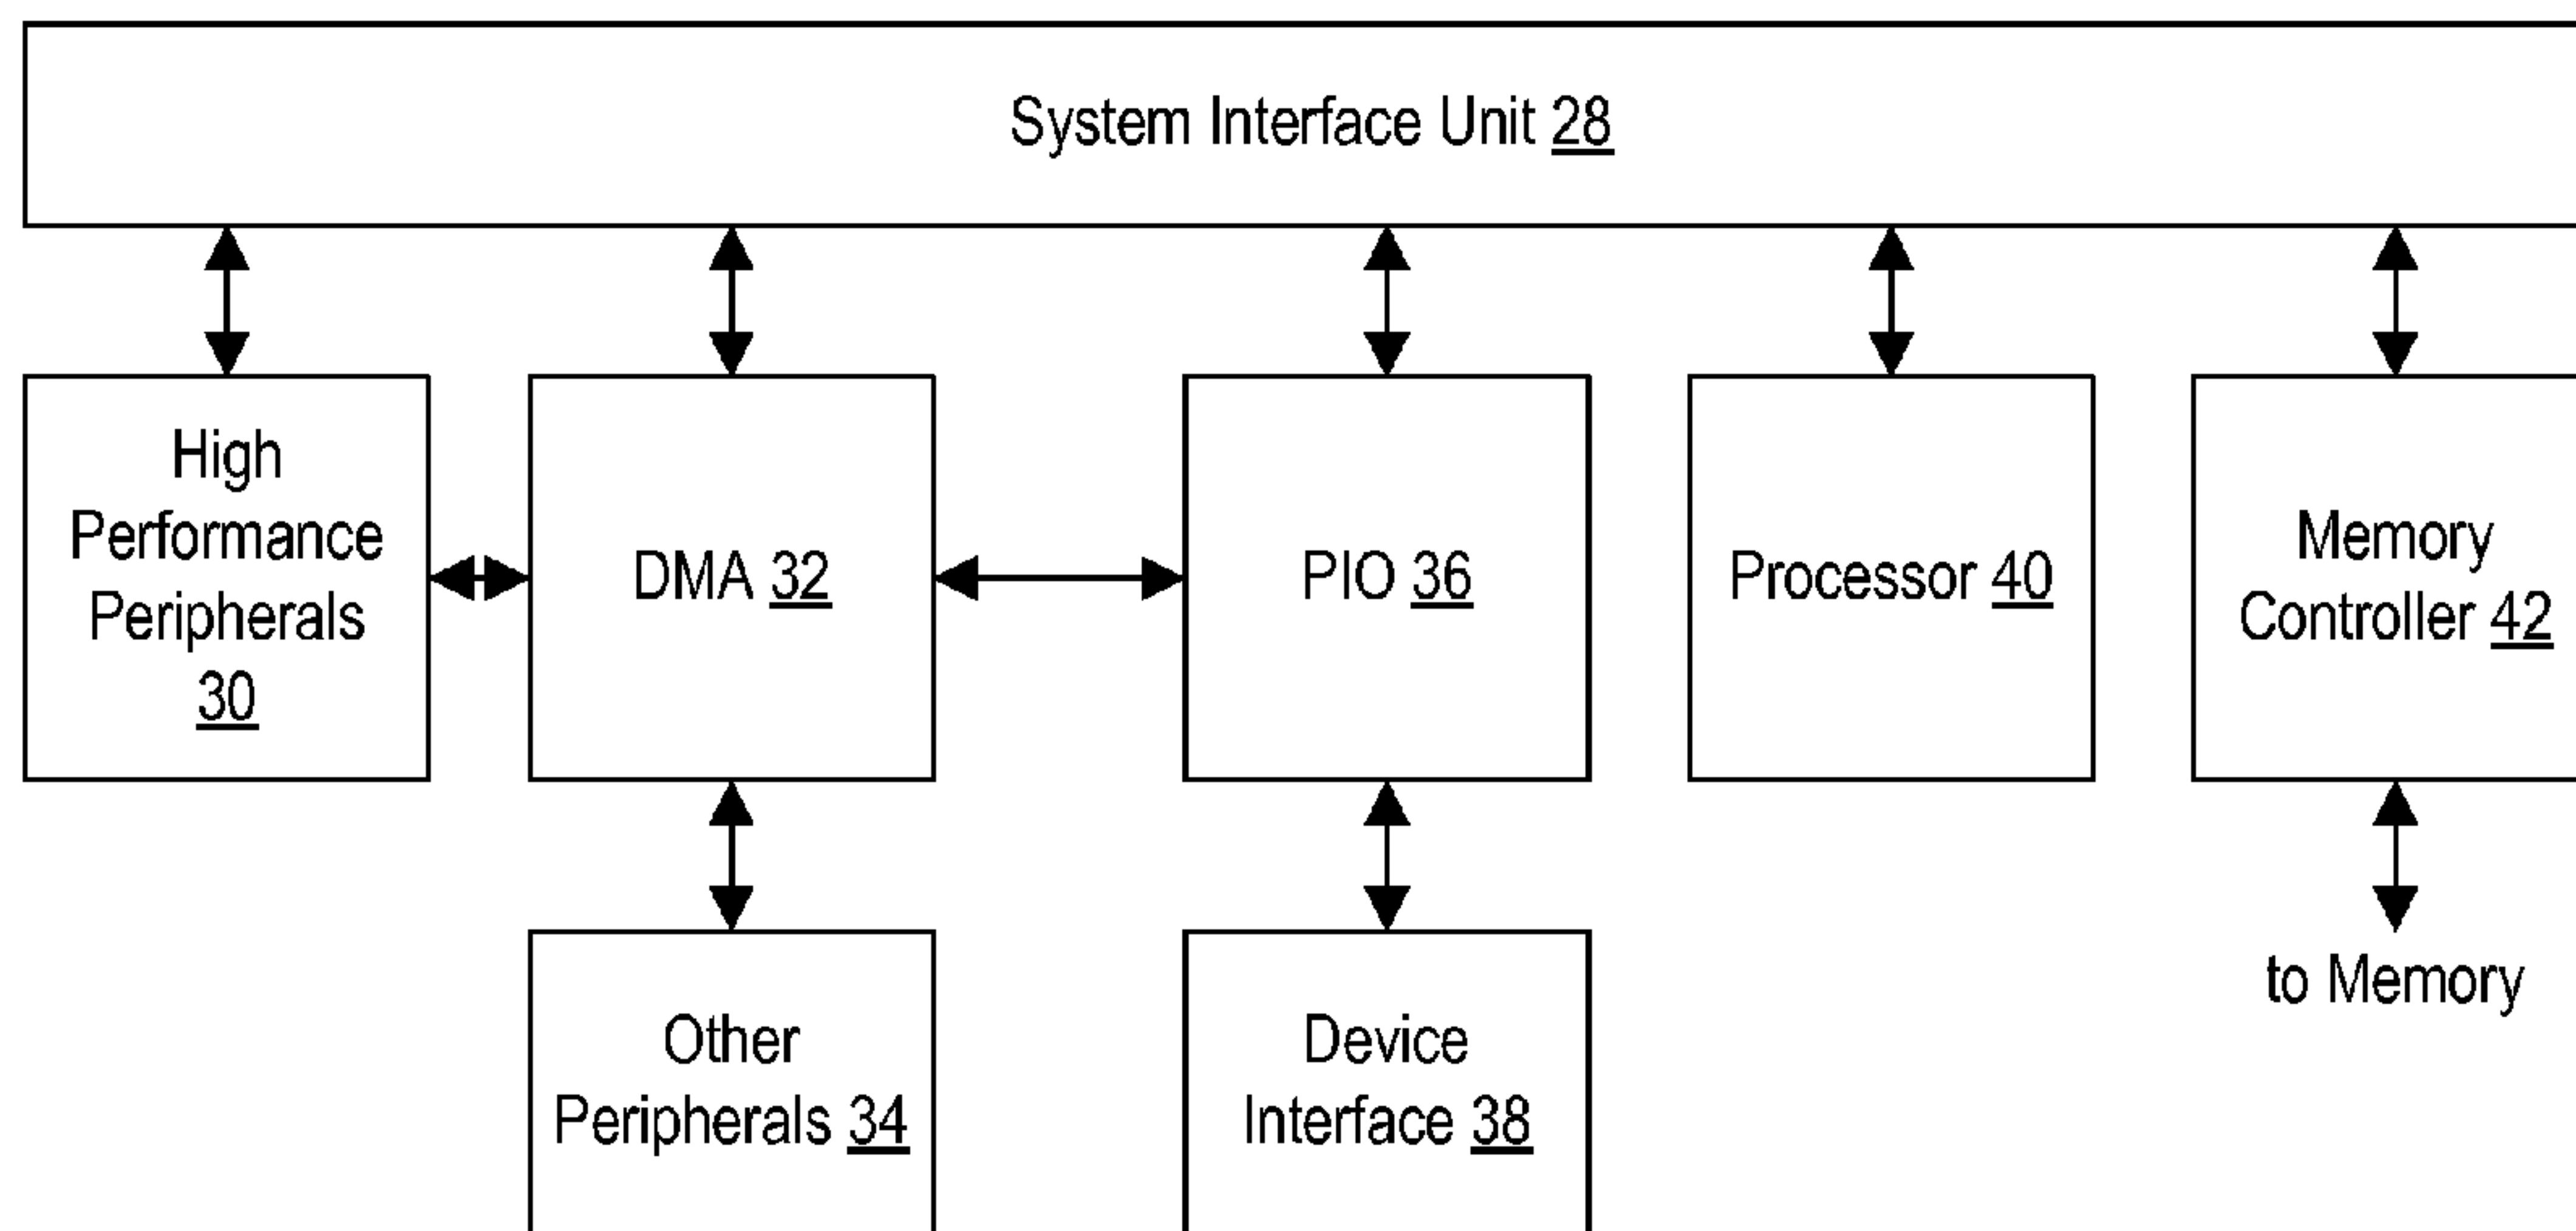 System Interface Unit 28
High
Performance
Peripherals
30
DMA 32
PIO 36
Processor 40
Memory
Controller 42
to Memory
Other
Peripherals 34
Device
Interface 38